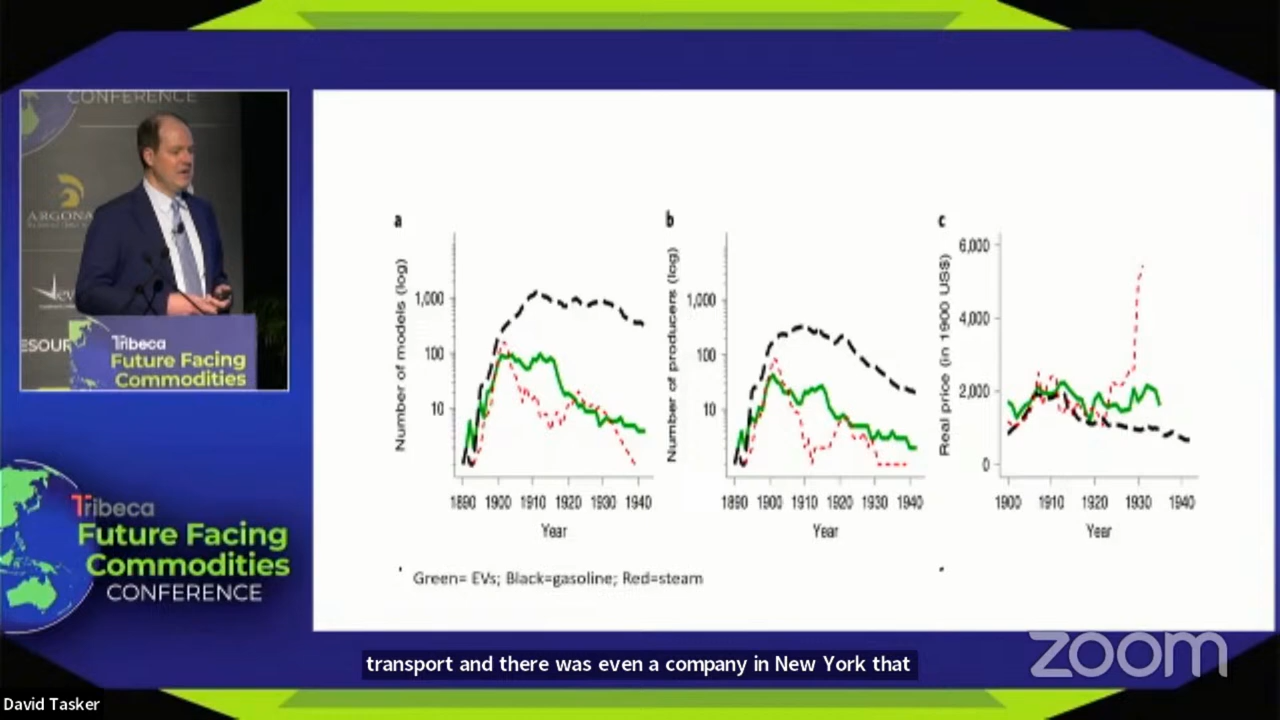 CONFERENCE
ARGONA
ESOUR
Tribeca
Future Facing
Commodities
Tribeca
Future Facing
Commodities
CONFERENCE
a
Number of models (log)
1,000
100
10
1890 1900 1910 1920 1930 1940
Year
b
Number of producers (log)
1,000
100
10
1890 1900 1910 1920 1930 1940
Year
c
Real price (in 1900 US$)
6,000
4,000
2,000
0
1900 1910 1920 1930 1940
Year
Green= EVs; Black=gasoline; Red=steam
zoom
transport and there was even a company in New York that
David Tasker